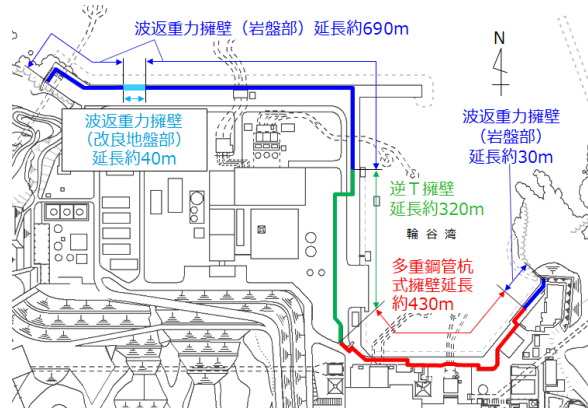 波返重力擁壁（岩盤部）延長約690m
N
波返重力擁壁
（改良地盤部）
延長約40m
波返重力擁壁
（岩盤部）
延長約30m
逆Ｔ擁壁
延長約320m
輪谷湾
多重鋼管杭
式擁壁延長
約430m